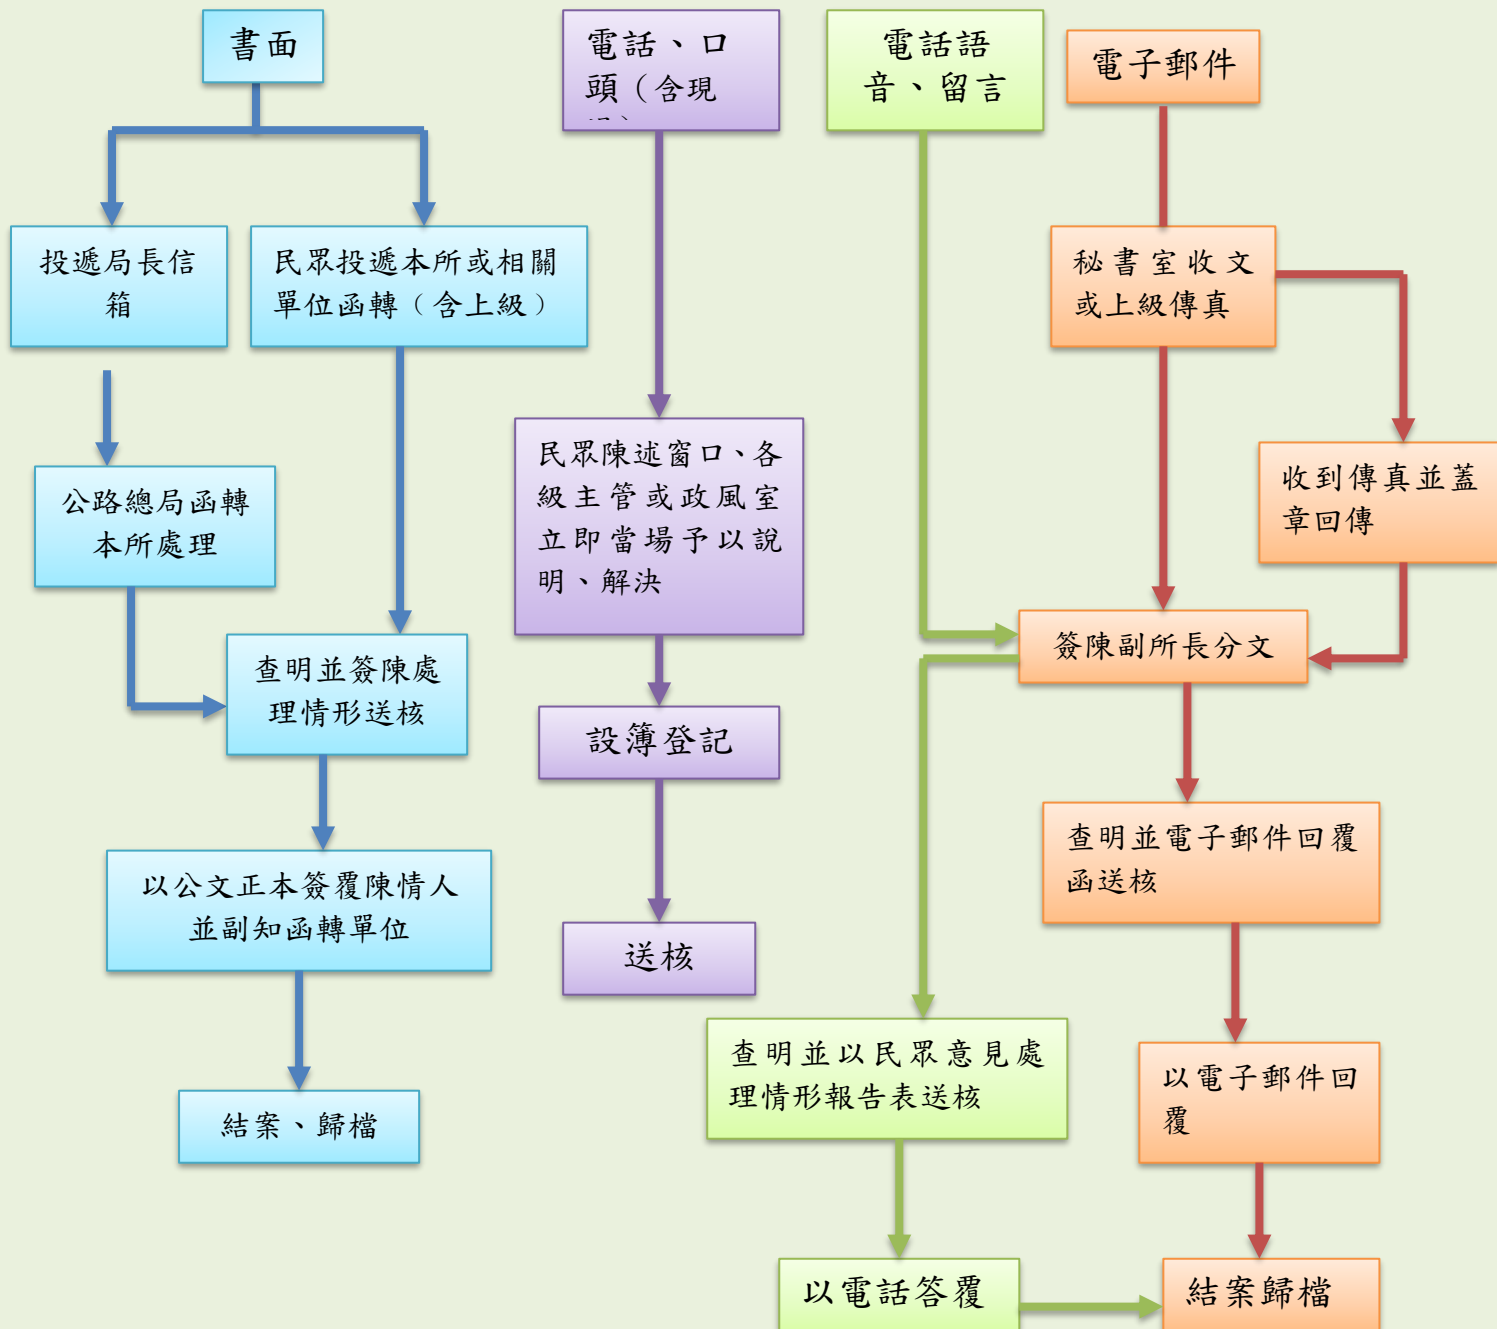 書面
投遞局長信
箱
民眾投遞本所或相關
單位函轉（含上級）
公路總局函轉
本所處理
查明並簽陳處
理情形送核
以公文正本簽覆陳情人
並副知函轉單位
結案、歸檔
電話、口
頭（含現
民眾陳述窗口、各
級主管或政風室
立即當場予以說
明、解決
設簿登記
送核
電話語
音、留言
查明並以民眾意見處
理情形報告表送核
以電話答覆
電子郵件
秘書室收文
或上級傳真
收到傳真並蓋
章回傳
簽陳副所長分文
查明並電子郵件回覆
函送核
以電子郵件回
覆
結案歸檔